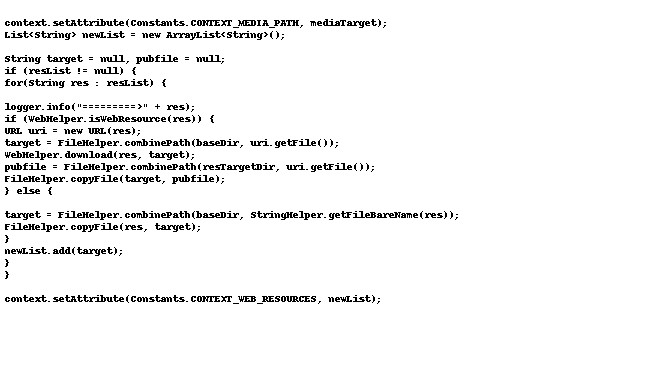 context.setAttribute(Constants.CONTEXT_MEDIA_PATH, mediaTarget);
List<String> newList = new ArrayList<String>();
String target = null, pubfile = null;
if (resList != null) {
for(String res : resList) {
logger.info("=========>" + res);
if (WebHelper.isWebResource(res)) {
URL uri = new URL(res);
target = FileHelper.combinePath(baseDir, uri.getFile());
WebHelper.download(res, target);
pubfile = FileHelper.combinePath(resTargetDir, uri.getFile());
FileHelper.copyFile(target, pubfile);
} else {
target = FileHelper.combinePath(baseDir, StringHelper.getFileBareName(res));
FileHelper.copyFile(res, target);
}
newList.add(target);
}
}
context.setAttribute(Constants.CONTEXT_WEB_RESOURCES, newList);